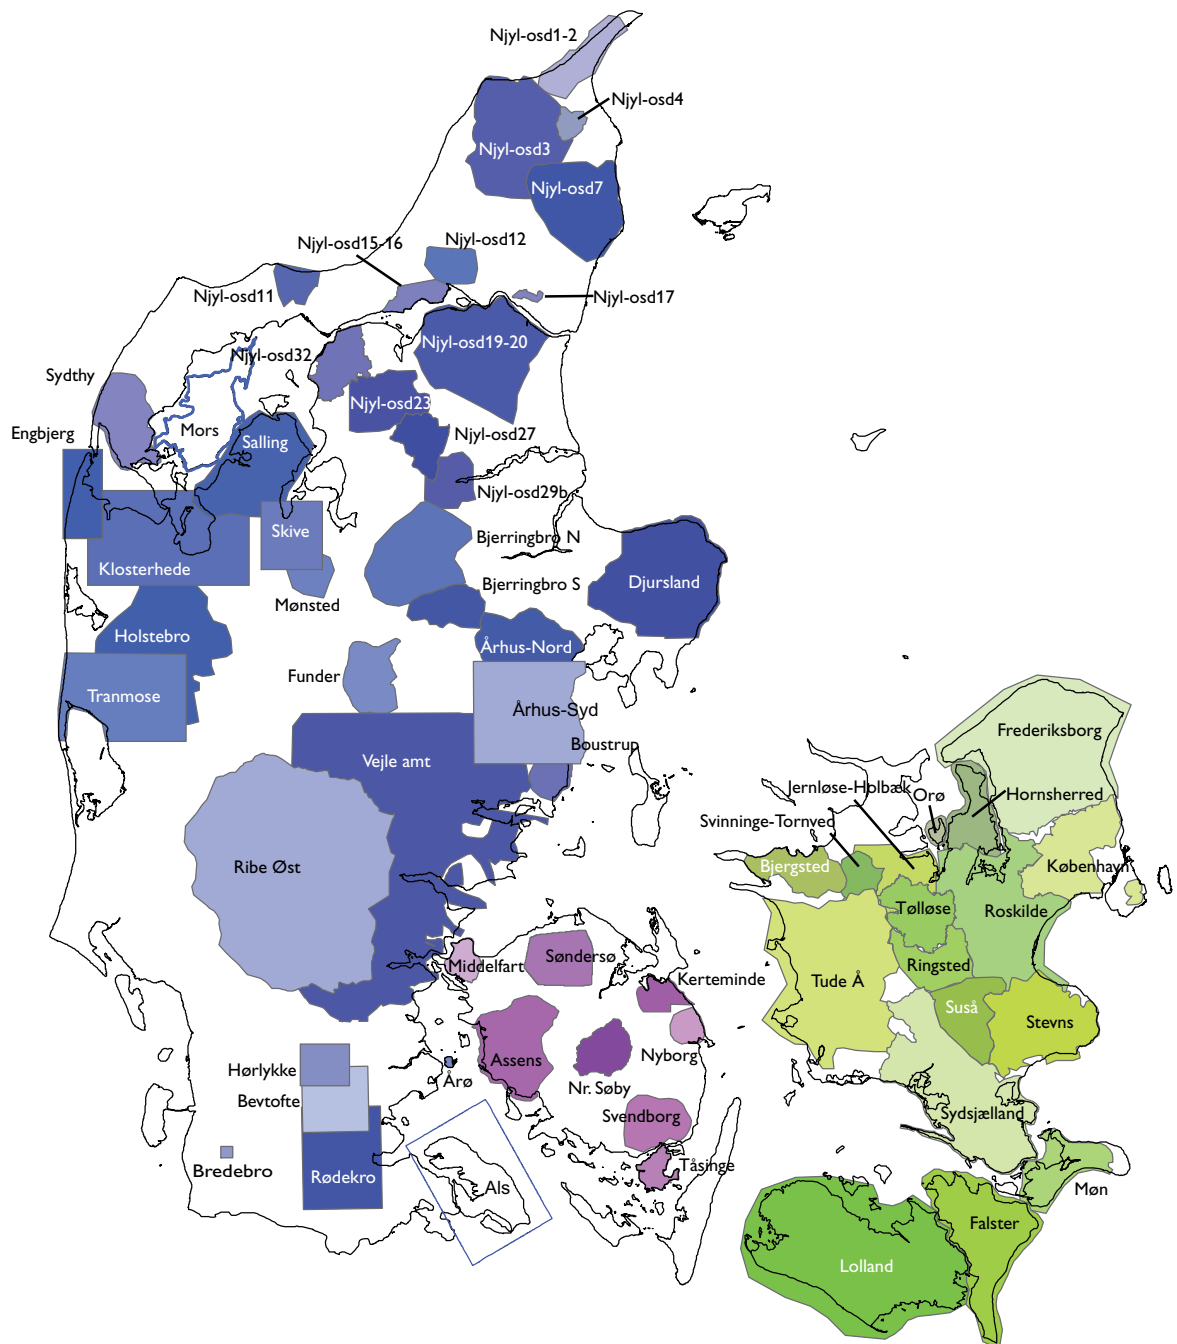 Njyl-osd1-2
Njyl-osd4
Njyl-osd3
Njyl-osd7
Njyl-osd15-16
Njyl-osd12
Njyl-osd11
Njyl-osd17
Njyl-osd32
Njyl-osd19-20
Sydthy
Njyl-osd23
Mors
Engbjerg
Salling
Njyl-osd27
Njyl-osd29b
Skive
Bjerringbro N
Klosterhede
Bjerringbro S
Djursland
Mønsted
Holstebro
Århus-Nord
Funder
Tranmose
Århus-Syd
Frederiksborg
Boustrup
Vejle amt
Jernløse-Holbæk
Orø
Hornsherred
Svinninge-Tornved
Ribe Øst
Bjergsted
København
Tølløse
Roskilde
Middelfart
Søndersø
Ringsted
Kerteminde
Tude Å
Suså
Stevns
Assens
Nyborg
Hørlykke
Årø
Nr. Søby
Bevtofte
Svendborg
Sydsjælland
Bredebro
Tåsinge
Rødekro
Als
Møn
Falster
Lolland